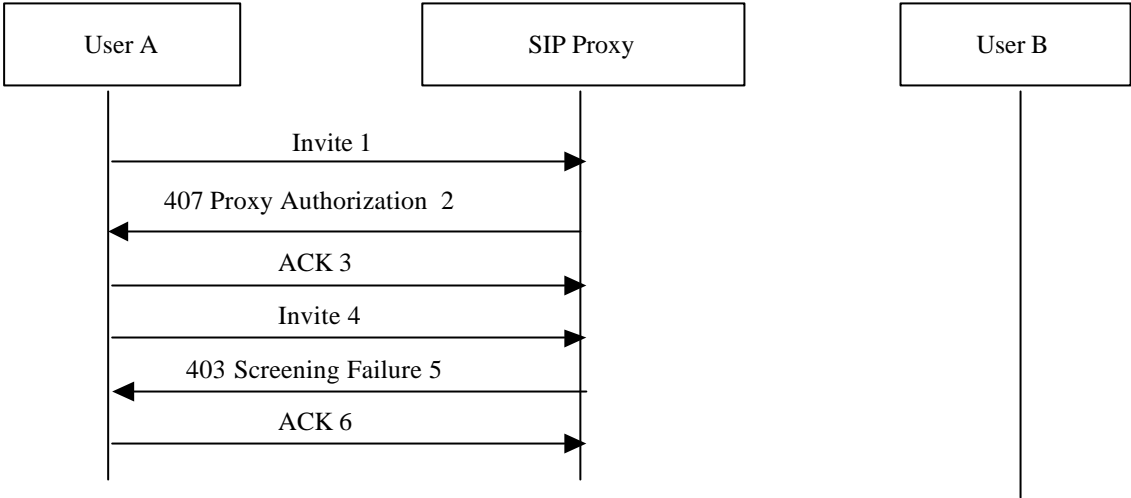 User A
SIP Proxy
User B
Invite 1
407 Proxy Authorization 2
ACK 3
Invite 4
403 Screening Failure 5
ACK 6